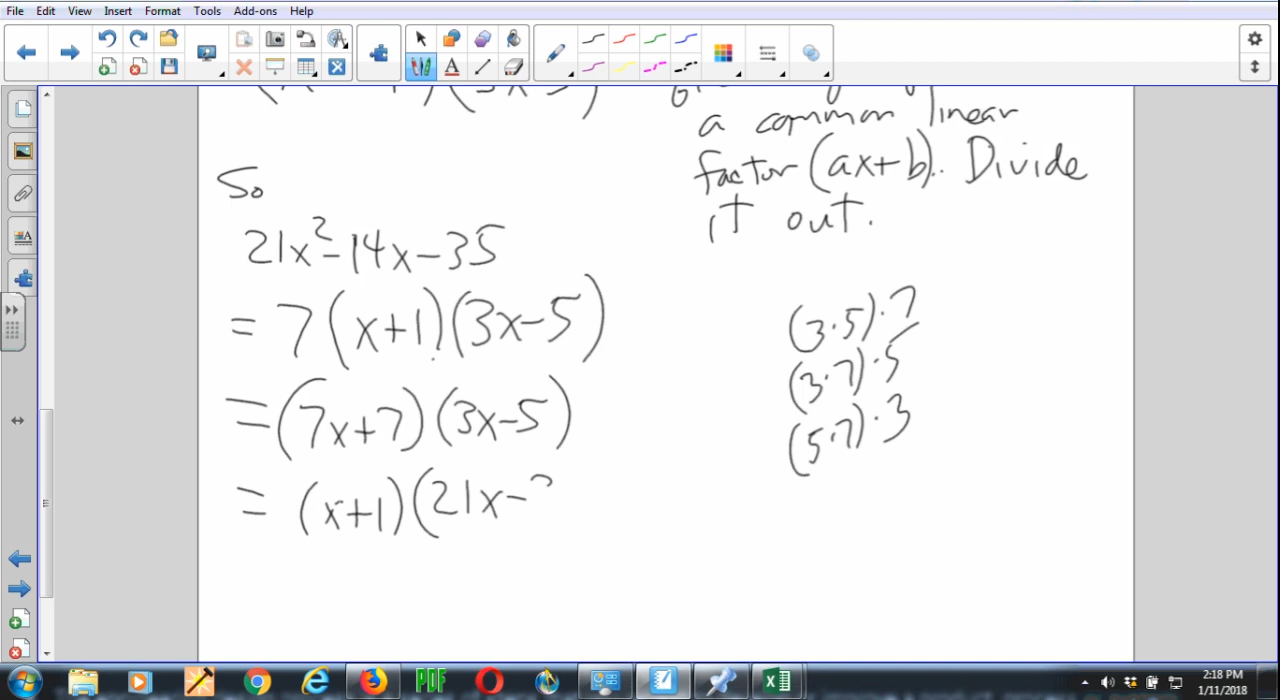 File Edit View Insert Format Tools Add-ons Help
a common linear
factor (ax+b). Divide
it out.
So
21x²-14x-35
= 7(x+1)(3x-5)
= (7x+7)(3x-5)
= (x+1)(21x-
(3·5)·7
(3·7)·5
(5·7)·3
PDF
2:18 PM
1/11/2018